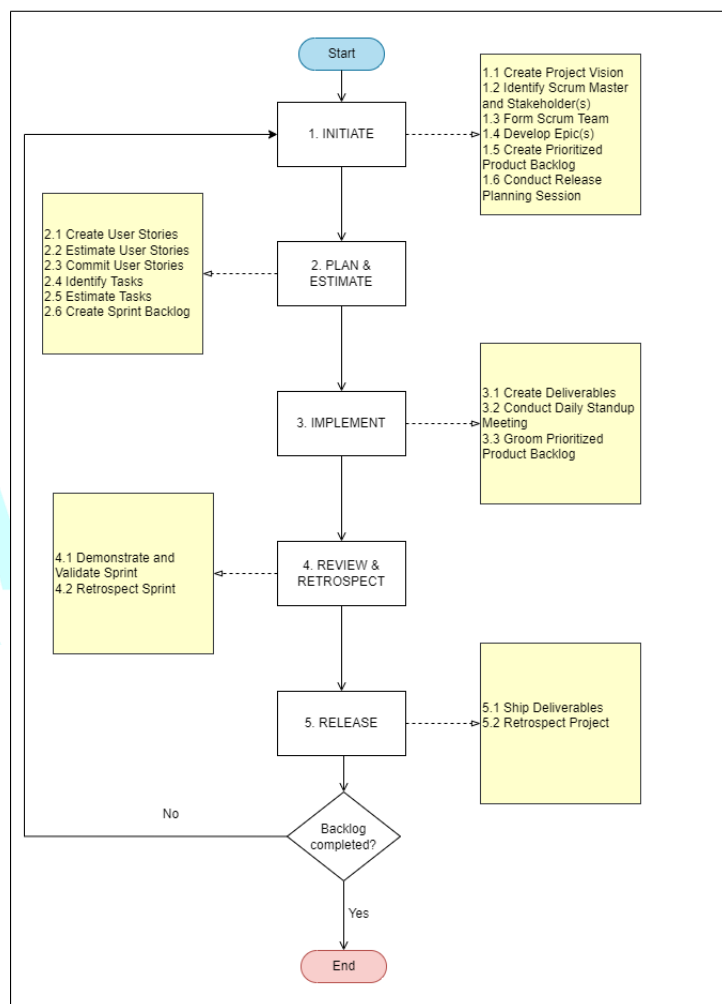 Start
1. INITIATE
1.1 Create Project Vision
1.2 Identify Scrum Master
and Stakeholder(s)
1.3 Form Scrum Team
1.4 Develop Epic(s)
1.5 Create Prioritized
Product Backlog
1.6 Conduct Release
Planning Session
2.1 Create User Stories
2.2 Estimate User Stories
2.3 Commit User Stories
2.4 Identify Tasks
2.5 Estimate Tasks
2.6 Create Sprint Backlog
2. PLAN &
ESTIMATE
3. IMPLEMENT
3.1 Create Deliverables
3.2 Conduct Daily Standup
Meeting
3.3 Groom Prioritized
Product Backlog
4.1 Demonstrate and
Validate Sprint
4.2 Retrospect Sprint
4. REVIEW &
RETROSPECT
5. RELEASE
5.1 Ship Deliverables
5.2 Retrospect Project
No
Backlog
completed?
Yes
End